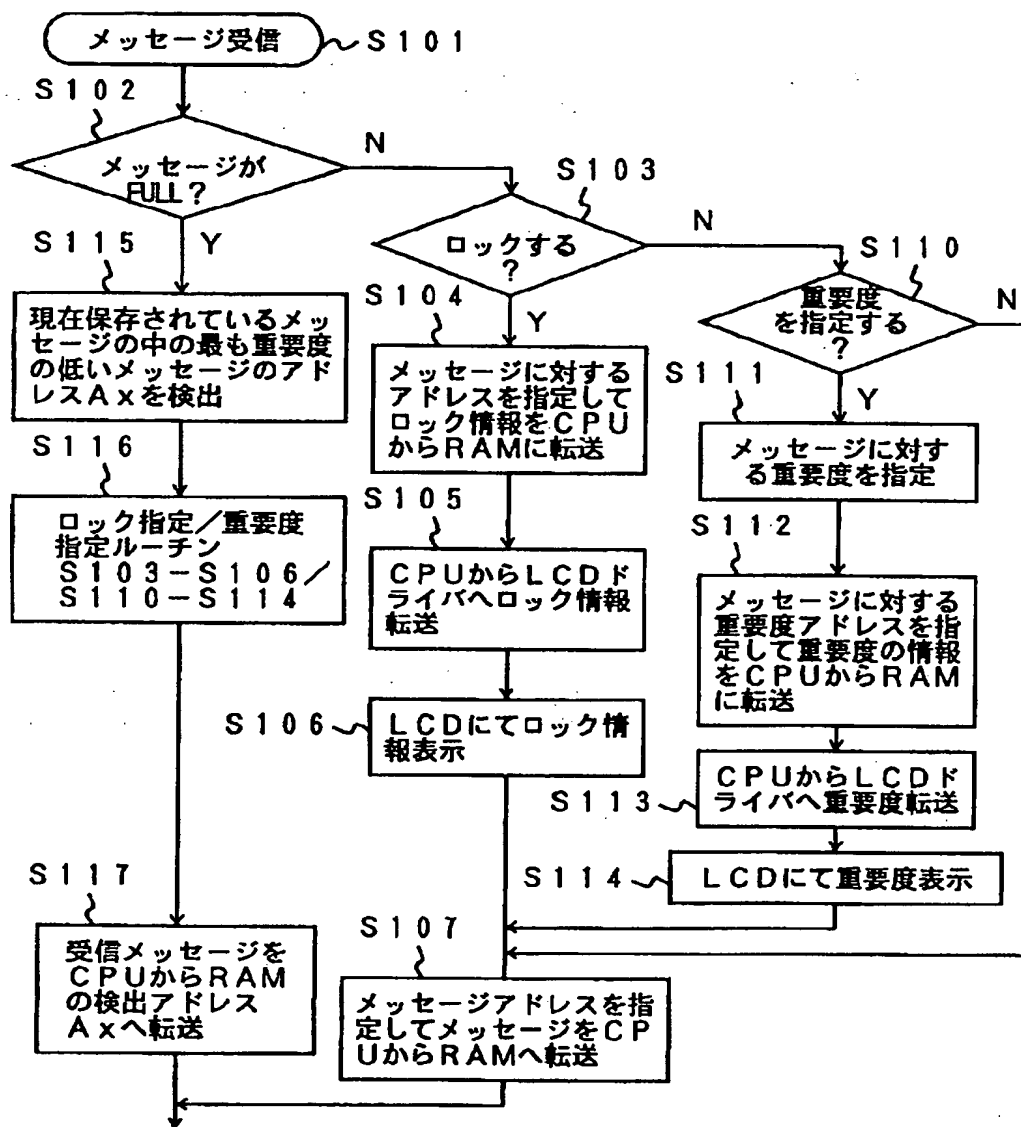 メッセージ受信
S101
S102
メッセージが
FULL?
N
Y
S103
ロックする
?
N
Y
S110
重要度
を指定する
?
N
Y
S115
現在保存されているメッ
セージの中の最も重要度
の低いメッセージのアド
レスAxを検出
S104
メッセージに対する
アドレスを指定して
ロック情報をCPU
からRAMに転送
S111
メッセージに対す
る重要度を指定
S116
ロック指定/重要度
指定ルーチン
S103-S106/
S110-S114
S105
CPUからLCDド
ライバへロック情報
転送
S112
メッセージに対する
重要度アドレスを指
定して重要度の情報
をCPUからRAM
に転送
S106
LCDにてロック情
報表示
S113
CPUからLCDド
ライバへ重要度転送
S114
LCDにて重要度表示
S117
受信メッセージを
CPUからRAM
の検出アドレス
Axへ転送
S107
メッセージアドレスを指
定してメッセージをCP
UからRAMへ転送